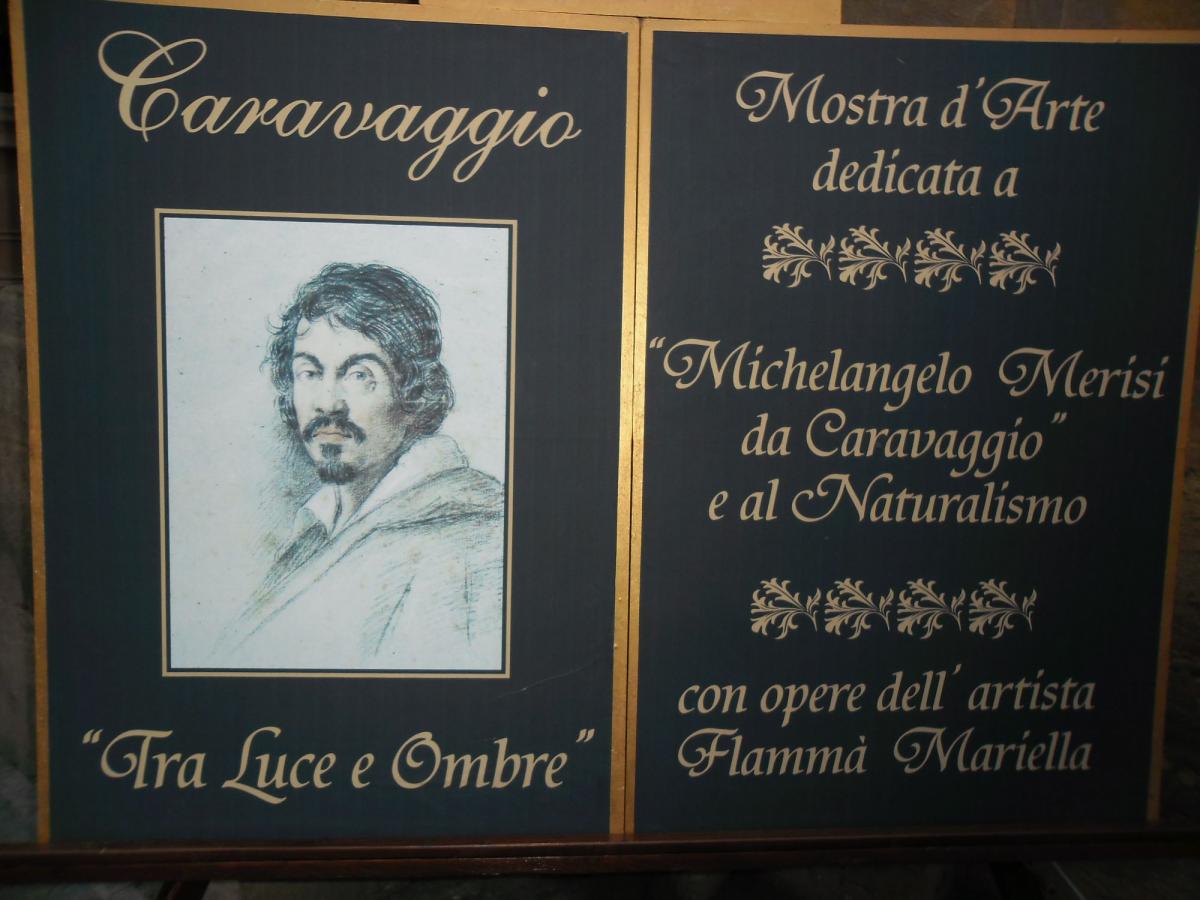 Caravaggio
"Tra Luce e Ombre"
Mostra d'Arte
dedicata a
"Michelangelo Merisi
da Caravaggio"
e al Naturalismo
con opere dell' artista
Flammà Mariella